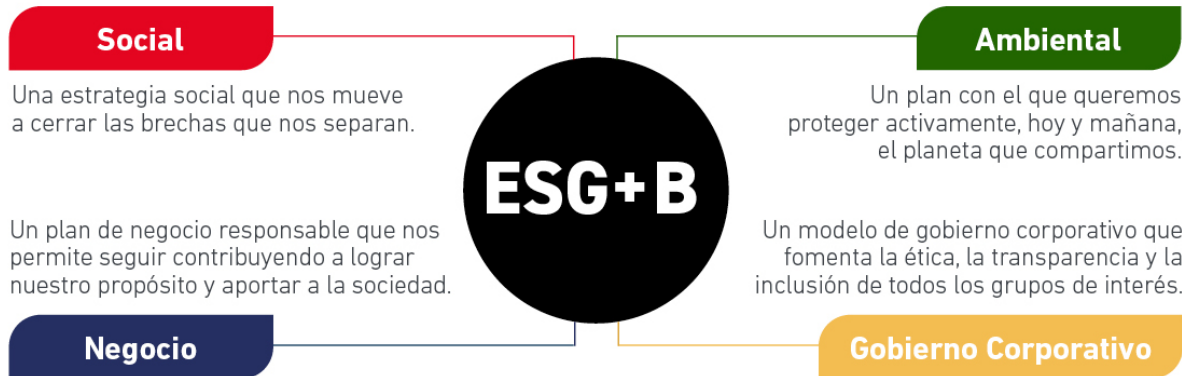 Social
Una estrategia social que nos mueve
a cerrar las brechas que nos separan.
Ambiental
Un plan con el que queremos
proteger activamente, hoy y mañana,
el planeta que compartimos.
ESG+B
Un plan de negocio responsable que nos
permite seguir contribuyendo a lograr
nuestro propósito y aportar a la sociedad.
Negocio
Un modelo de gobierno corporativo que
fomenta la ética, la transparencia y la
inclusión de todos los grupos de interés.
Gobierno Corporativo